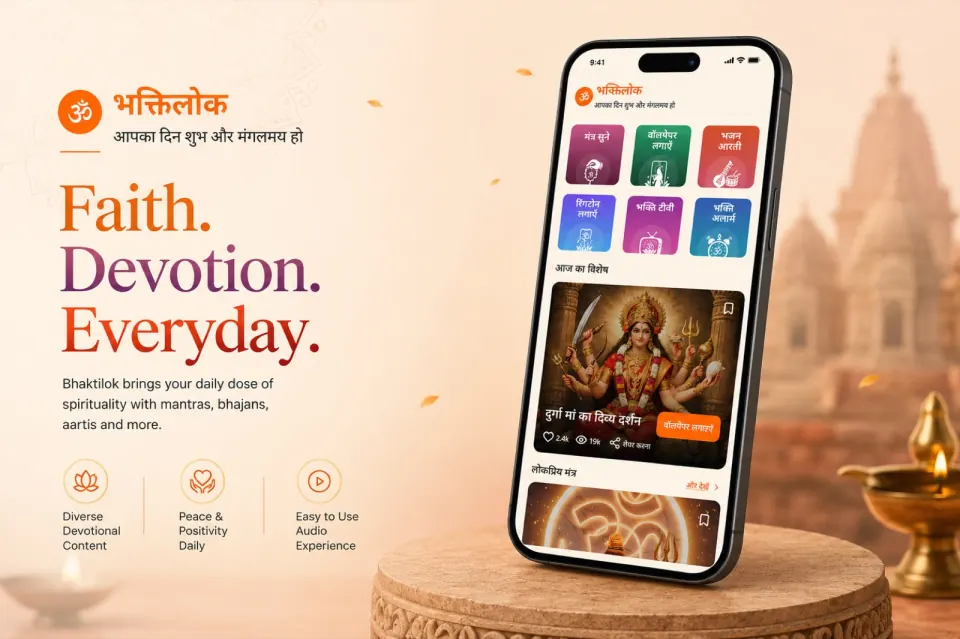 भक्तिलोक
आपका दिन शुभ और मंगलमय हो
Faith.
Devotion.
Everyday.
Bhaktilok brings your daily dose of
spirituality with mantras, bhajans,
aartis and more.
Diverse
Devotional
Content
Peace &
Positivity
Daily
Easy to Use
Audio
Experience
9:41
भक्तिलोक
आपका दिन शुभ और मंगलमय हो
मंत्र सुने
वॉलपेपर
लगाएँ
भजन
आरती
रिंगटोन
लगाएँ
भक्ति टीवी
भक्ति
अलार्म
आज का विशेष
दुर्गा मां का दिव्य दर्शन
वॉलपेपर लगाएँ
2.4k
19k
शेयर करना
लोकप्रिय मंत्र
और देखें